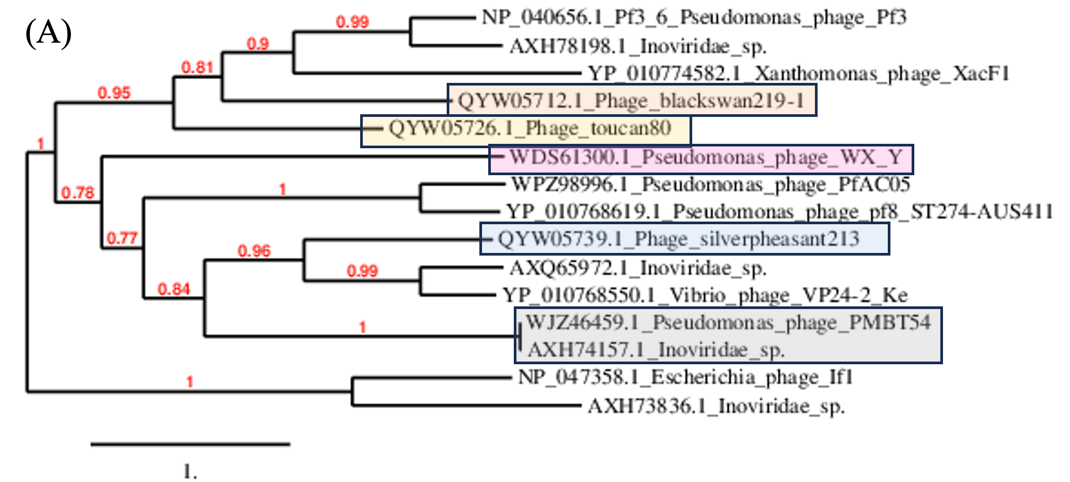 (A)
0.99
NP_040656.1_Pf3_6_Pseudomonas_phage_Pf3
0.9
AXH78198.1_Inoviridae_sp.
0.81
YP_010774582.1_Xanthomonas_phage_XacF1
0.95
QYW05712.1_Phage_blackswan219-1
QYW05726.1_Phage_toucan80
1
WDS61300.1_Pseudomonas_phage_WX_Y
0.78
1
WPZ98996.1_Pseudomonas_phage_PfAC05
YP_010768619.1_Pseudomonas_phage_pf8_ST274-AUS411
0.77
QYW05739.1_Phage_silverpheasant213
0.96
0.99
AXQ65972.1_Inoviridae_sp.
0.84
YP_010768550.1_Vibrio_phage_VP24-2_Ke
1
WJZ46459.1_Pseudomonas_phage_PMBT54
AXH74157.1_Inoviridae_sp.
1
NP_047358.1_Escherichia_phage_If1
AXH73836.1_Inoviridae_sp.
1.